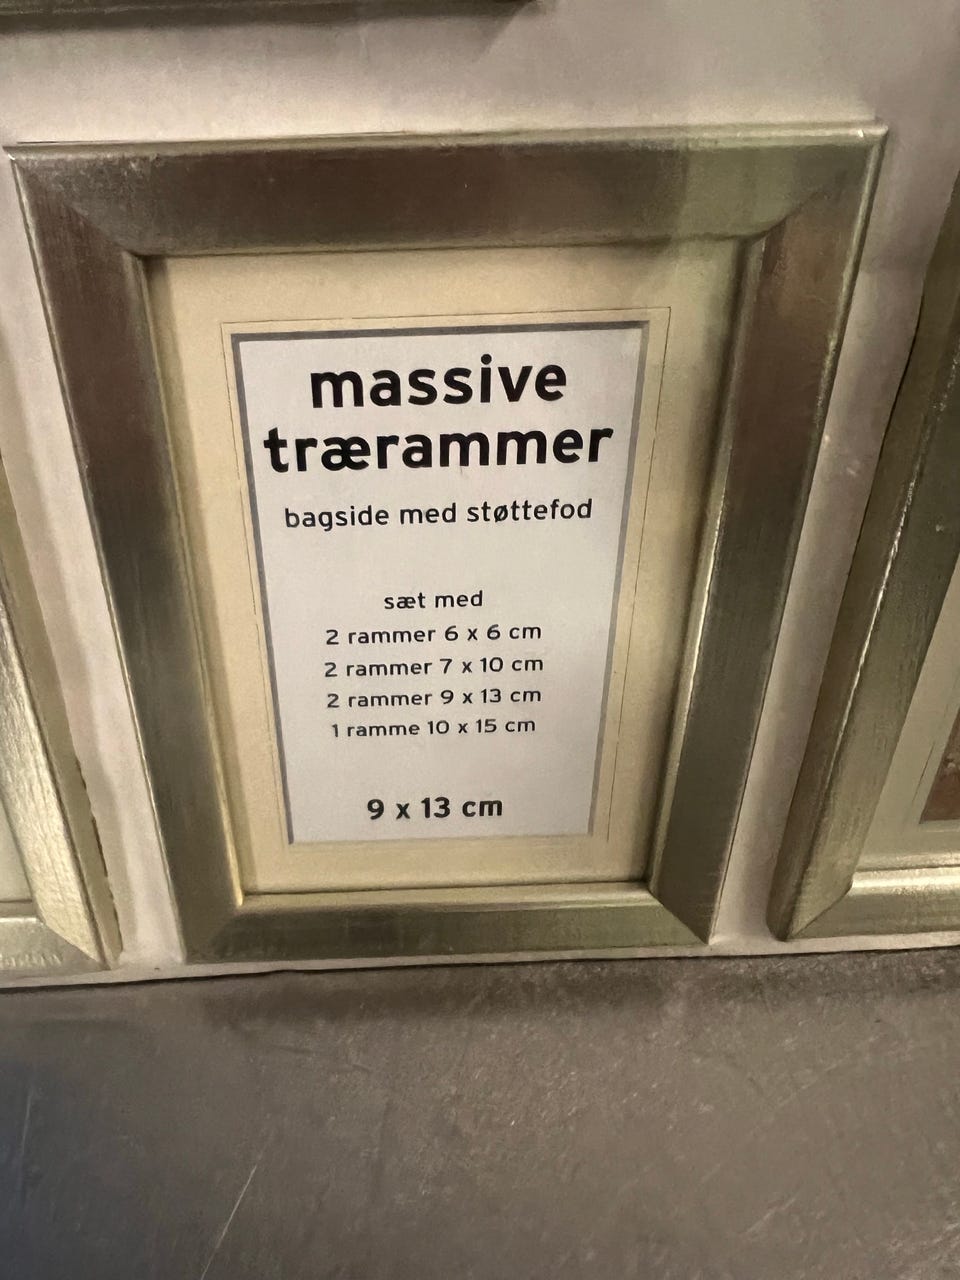 massive
trærammer
bagside med støttefod
sæt med
2 rammer 6 x 6 cm
2 rammer 7 x 10 cm
2 rammer 9 x 13 cm
1 ramme 10 x 15 cm
9 x 13 cm